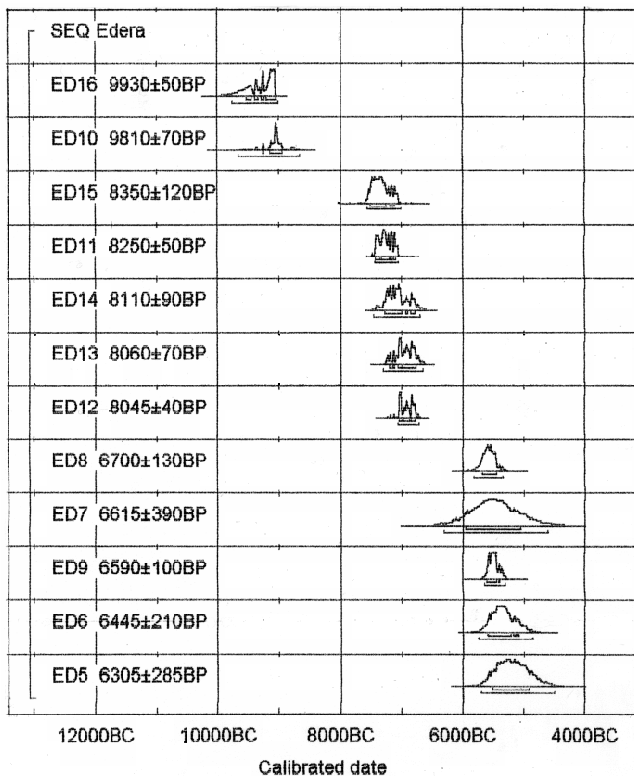 SEQ Edera
ED16 9930±50BP
ED10 9810±70BP
ED15 8350±120BP
ED11 8250±50BP
ED14 8110±90BP
ED13 8060±70BP
ED12 8045±40BP
ED8 6700±130BP
ED7 6615±390BP
ED9 6590±100BP
ED6 6445±210BP
ED5 6305±285BP
12000BC 10000BC 8000BC 6000BC 4000BC
Calibrated date